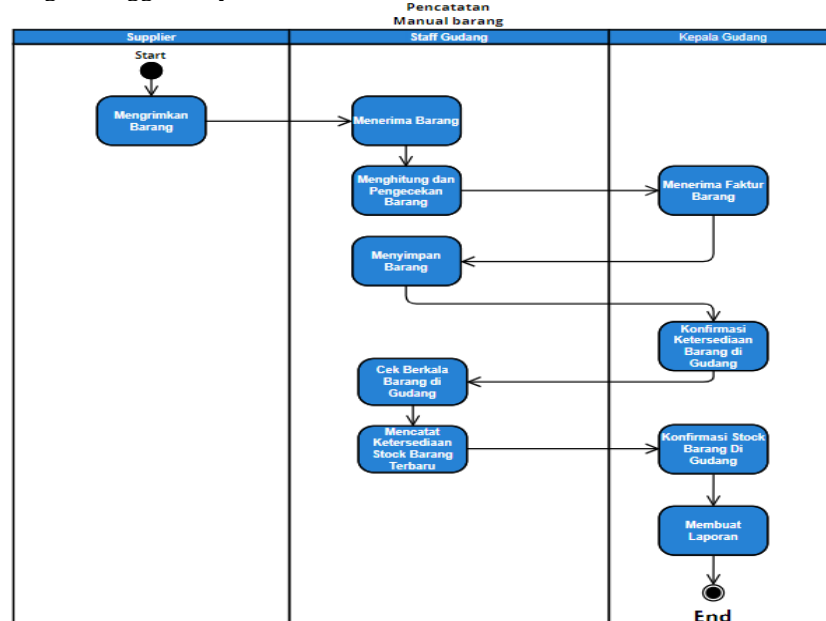 Pencatatan
Manual barang
Supplier
Staff Gudang
Kepala Gudang
Start
Mengrimkan
Barang
Menerima Barang
Menghitung dan
Pengecekan
Barang
Menerima Faktur
Barang
Menyimpan
Barang
Konfirmasi
Ketersediaan
Barang di
Gudang
Cek Berkala
Barang di
Gudang
Mencatat
Ketersediaan
Stock Barang
Terbaru
Konfirmasi Stock
Barang Di
Gudang
Membuat
Laporan
End